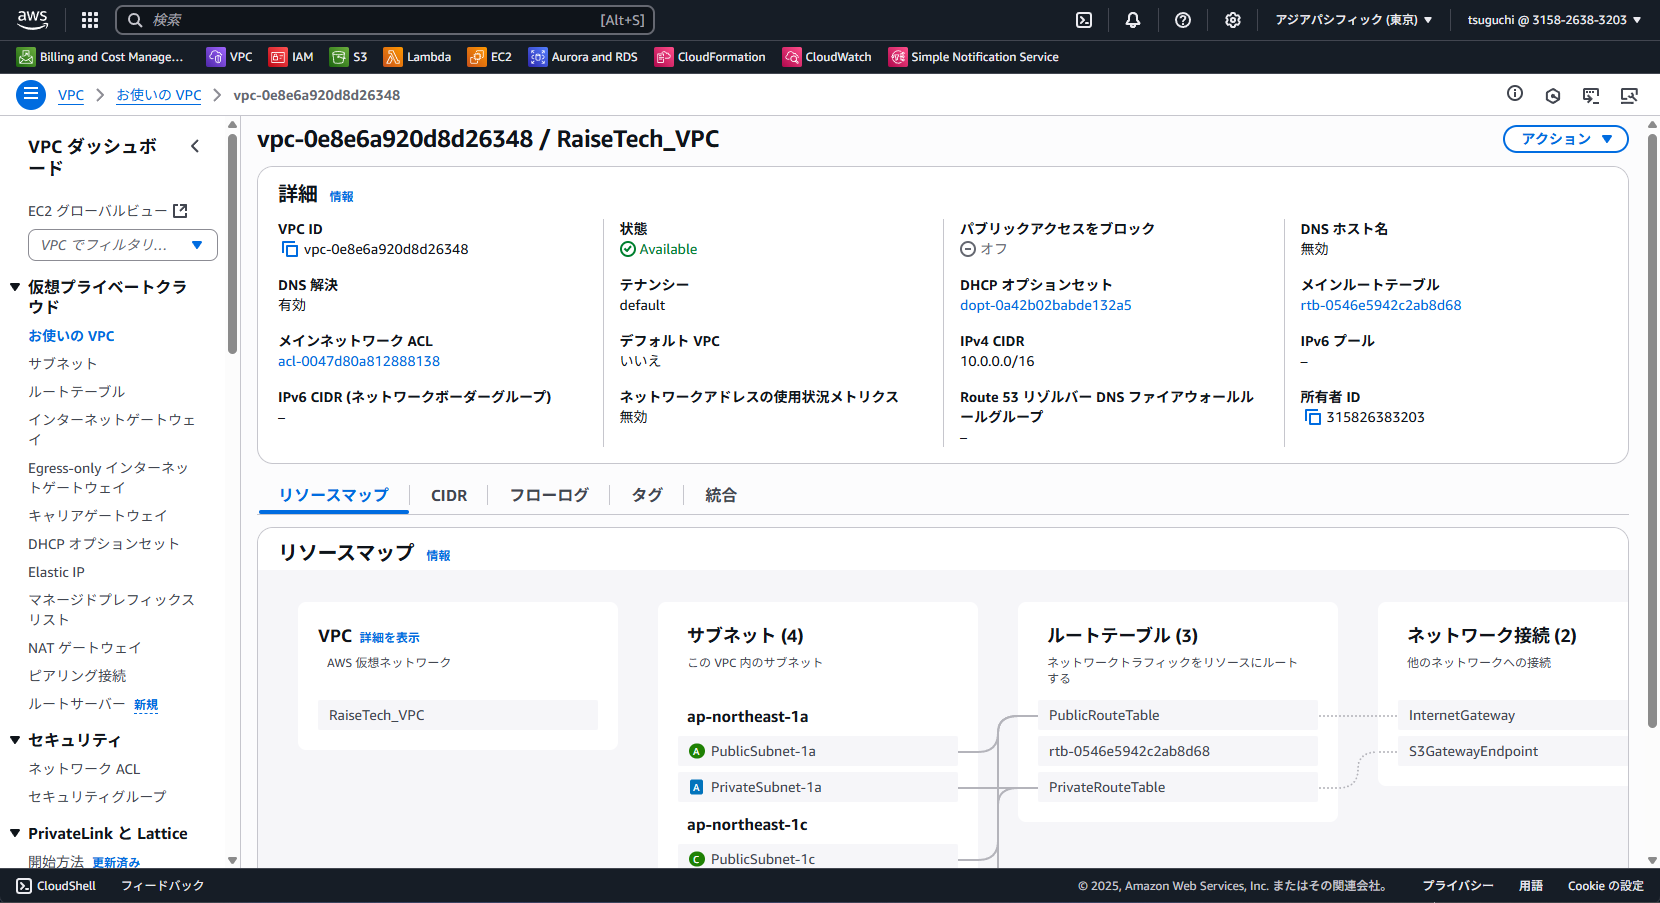 aws
検索
[Alt+S]
アジアパシフィック (東京)
tsuguchi @ 3158-2638-3203
Billing and Cost Manage...
VPC
IAM
S3
Lambda
EC2
Aurora and RDS
CloudFormation
CloudWatch
Simple Notification Service
VPC
お使いの VPC
vpc-0e8e6a920d8d26348
VPC ダッシュボ
ード
EC2 グローバルビュー
VPC でフィルタリ...
仮想プライベートクラ
ウド
お使いの VPC
サブネット
ルートテーブル
インターネットゲートウェ
イ
Egress-only インターネッ
トゲートウェイ
キャリアゲートウェイ
DHCP オプションセット
Elastic IP
マネージドプレフィックス
リスト
NAT ゲートウェイ
ピアリング接続
ルートサーバー 新規
セキュリティ
ネットワーク ACL
セキュリティグループ
PrivateLink と Lattice
開始方法 更新済み
vpc-0e8e6a920d8d26348 / RaiseTech_VPC
アクション
詳細 情報
VPC ID
vpc-0e8e6a920d8d26348
状態
Available
パブリックアクセスをブロック
オフ
DNS ホスト名
無効
DNS 解決
有効
テナンシー
default
DHCP オプションセット
dopt-0a42b02babde132a5
メインルートテーブル
rtb-0546e5942c2ab8d68
メインネットワーク ACL
acl-0047d80a812888138
デフォルト VPC
いいえ
IPv4 CIDR
10.0.0.0/16
IPv6 プール
–
IPv6 CIDR (ネットワークボーダーグループ)
–
ネットワークアドレスの使用状況メトリクス
無効
Route 53 リゾルバー DNS ファイアウォールル
ールグループ
–
所有者 ID
315826383203
リソースマップ
CIDR
フローログ
タグ
統合
リソースマップ 情報
VPC 詳細を表示
AWS 仮想ネットワーク
RaiseTech_VPC
サブネット (4)
この VPC 内のサブネット
ap-northeast-1a
A PublicSubnet-1a
A PrivateSubnet-1a
ap-northeast-1c
C PublicSubnet-1c
ルートテーブル (3)
ネットワークトラフィックをリソースにルート
する
PublicRouteTable
rtb-0546e5942c2ab8d68
PrivateRouteTable
ネットワーク接続 (2)
他のネットワークへの接続
InternetGateway
S3GatewayEndpoint
CloudShell
フィードバック
© 2025, Amazon Web Services, Inc. またはその関連会社。
プライバシー
用語
Cookie の設定